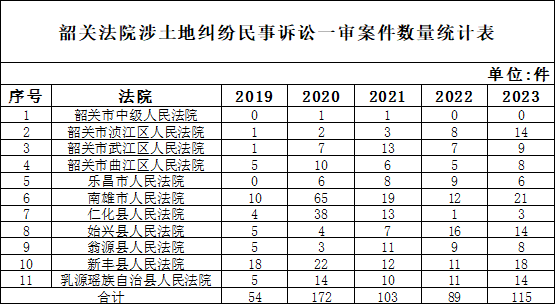 韶关法院涉土地纠纷民事诉讼一审案件数量统计表
单位:件
序号 法院 2019 2020 2021 2022 2023
1 韶关市中级人民法院 0 1 1 0 0
2 韶关市浈江区人民法院 1 2 3 8 14
3 韶关市武江区人民法院 1 7 13 7 9
4 韶关市曲江区人民法院 5 10 6 5 8
5 乐昌市人民法院 0 6 8 9 6
6 南雄市人民法院 10 65 19 12 21
7 仁化县人民法院 4 38 13 1 3
8 始兴县人民法院 5 4 7 16 14
9 翁源县人民法院 5 3 11 9 8
10 新丰县人民法院 18 22 12 11 18
11 乳源瑶族自治县人民法院 5 14 10 11 14
合计 54 172 103 89 115